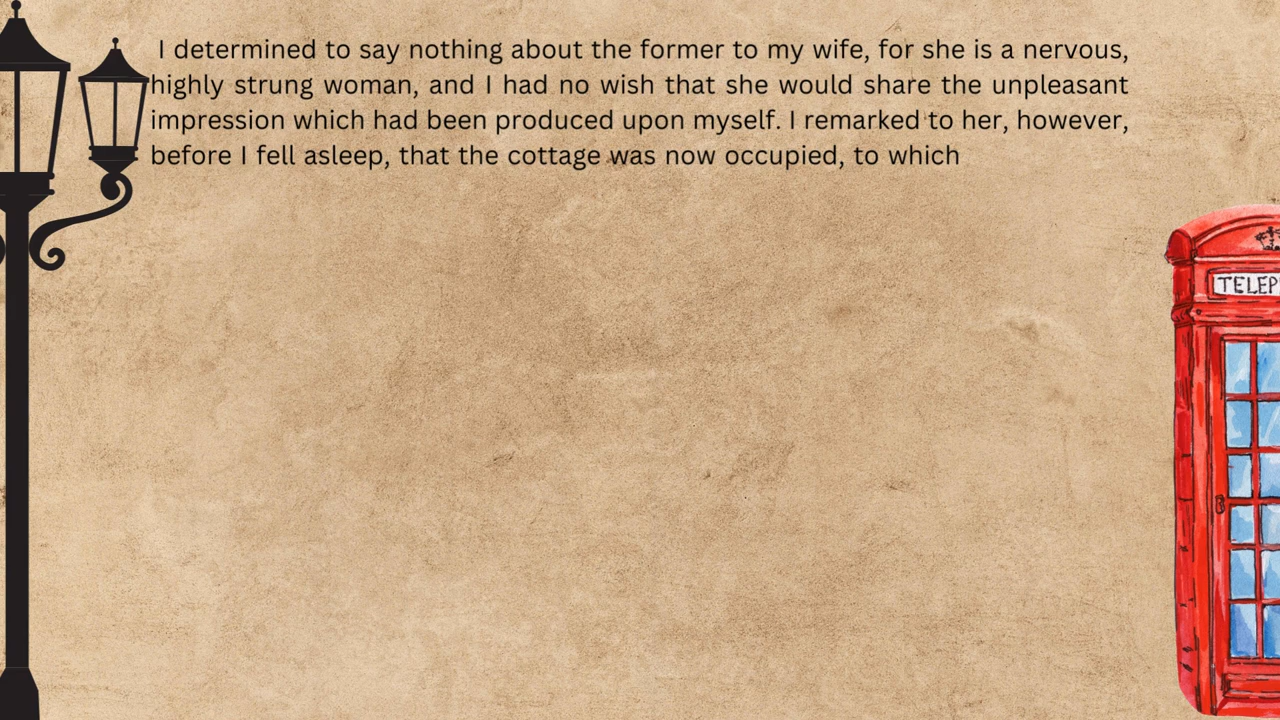 I determined to say nothing about the former to my wife, for she is a nervous,
highly strung woman, and I had no wish that she would share the unpleasant
impression which had been produced upon myself. I remarked to her, however,
before I fell asleep, that the cottage was now occupied, to which
TELEP